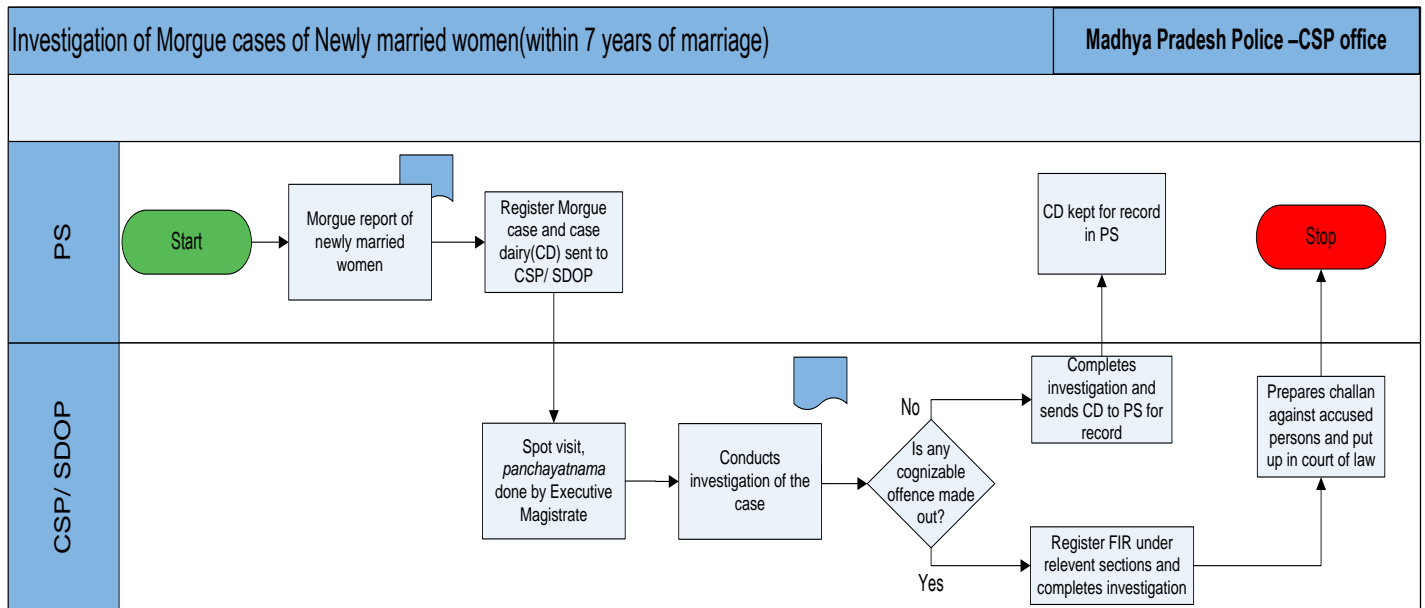 Investigation of Morgue cases of Newly married women(within 7 years of marriage)
Madhya Pradesh Police –CSP office
PS
Start
Morgue report of
newly married
women
Register Morgue
case and case
dairy(CD) sent to
CSP/ SDOP
CD kept for record
in PS
Stop
CSP/ SDOP
Spot visit,
panchayatnama
done by Executive
Magistrate
Conducts
investigation of the
case
Is any
cognizable
offence made
out?
No
Yes
Completes
investigation and
sends CD to PS for
record
Register FIR under
relevent sections and
completes investigation
Prepares challan
against accused
persons and put
up in court of law